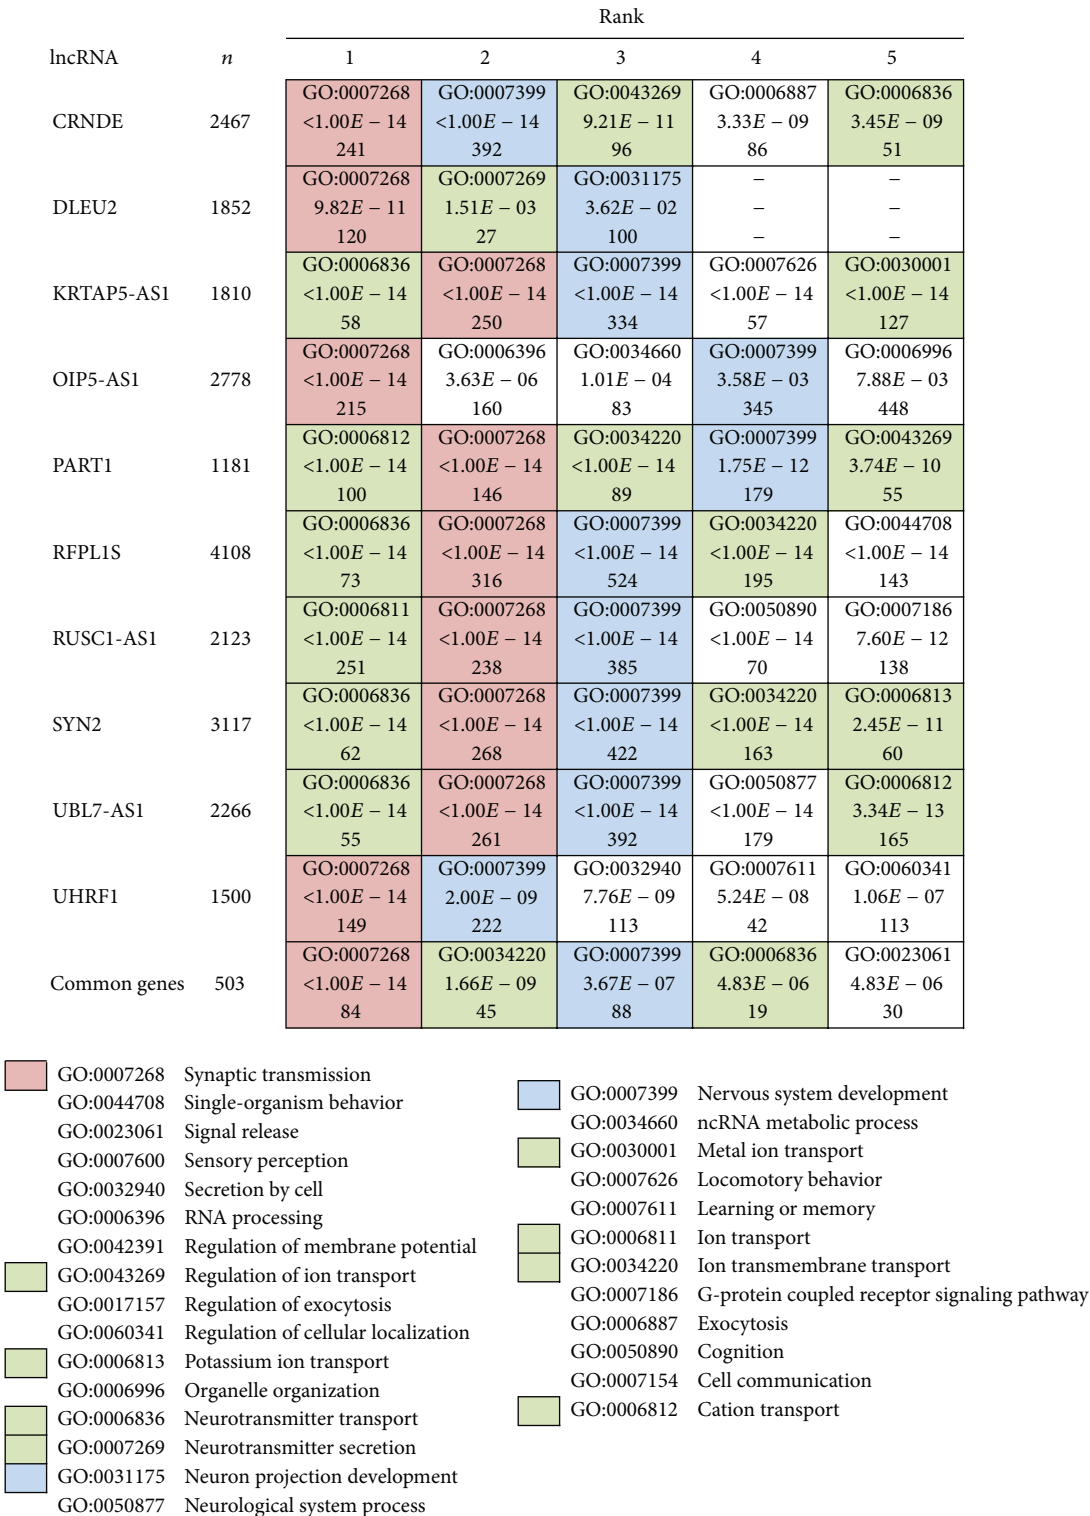 Rank
lncRNA n 1 2 3 4 5
GO:0007268 GO:0007399 GO:0043269 GO:0006887 GO:0006836
CRNDE 2467 <1.00E − 14 <1.00E − 14 9.21E − 11 3.33E − 09 3.45E − 09
241 392 96 86 51
GO:0007268 GO:0007269 GO:0031175 – –
DLEU2 1852 9.82E − 11 1.51E − 03 3.62E − 02 – –
120 27 100 – –
GO:0006836 GO:0007268 GO:0007399 GO:0007626 GO:0030001
KRTAP5-AS1 1810 <1.00E − 14 <1.00E − 14 <1.00E − 14 <1.00E − 14 <1.00E − 14
58 250 334 57 127
GO:0007268 GO:0006396 GO:0034660 GO:0007399 GO:0006996
OIP5-AS1 2778 <1.00E − 14 3.63E − 06 1.01E − 04 3.58E − 03 7.88E − 03
215 160 83 345 448
GO:0006812 GO:0007268 GO:0034220 GO:0007399 GO:0043269
PART1 1181 <1.00E − 14 <1.00E − 14 <1.00E − 14 1.75E − 12 3.74E − 10
100 146 89 179 55
GO:0006836 GO:0007268 GO:0007399 GO:0034220 GO:0044708
RFPL1S 4108 <1.00E − 14 <1.00E − 14 <1.00E − 14 <1.00E − 14 <1.00E − 14
73 316 524 195 143
GO:0006811 GO:0007268 GO:0007399 GO:0050890 GO:0007186
RUSC1-AS1 2123 <1.00E − 14 <1.00E − 14 <1.00E − 14 <1.00E − 14 7.60E − 12
251 238 385 70 138
GO:0006836 GO:0007268 GO:0007399 GO:0034220 GO:0006813
SYN2 3117 <1.00E − 14 <1.00E − 14 <1.00E − 14 <1.00E − 14 2.45E − 11
62 268 422 163 60
GO:0006836 GO:0007268 GO:0007399 GO:0050877 GO:0006812
UBL7-AS1 2266 <1.00E − 14 <1.00E − 14 <1.00E − 14 <1.00E − 14 3.34E − 13
55 261 392 179 165
GO:0007268 GO:0007399 GO:0032940 GO:0007611 GO:0060341
UHRF1 1500 <1.00E − 14 2.00E − 09 7.76E − 09 5.24E − 08 1.06E − 07
149 222 113 42 113
GO:0007268 GO:0034220 GO:0007399 GO:0006836 GO:0023061
Common genes 503 <1.00E − 14 1.66E − 09 3.67E − 07 4.83E − 06 4.83E − 06
84 45 88 19 30
GO:0007268 Synaptic transmission
GO:0044708 Single-organism behavior
GO:0023061 Signal release
GO:0007600 Sensory perception
GO:0032940 Secretion by cell
GO:0006396 RNA processing
GO:0042391 Regulation of membrane potential
GO:0043269 Regulation of ion transport
GO:0017157 Regulation of exocytosis
GO:0060341 Regulation of cellular localization
GO:0006813 Potassium ion transport
GO:0006996 Organelle organization
GO:0006836 Neurotransmitter transport
GO:0007269 Neurotransmitter secretion
GO:0031175 Neuron projection development
GO:0050877 Neurological system process
GO:0007399 Nervous system development
GO:0034660 ncRNA metabolic process
GO:0030001 Metal ion transport
GO:0007626 Locomotory behavior
GO:0007611 Learning or memory
GO:0006811 Ion transport
GO:0034220 Ion transmembrane transport
GO:0007186 G-protein coupled receptor signaling pathway
GO:0006887 Exocytosis
GO:0050890 Cognition
GO:0007154 Cell communication
GO:0006812 Cation transport